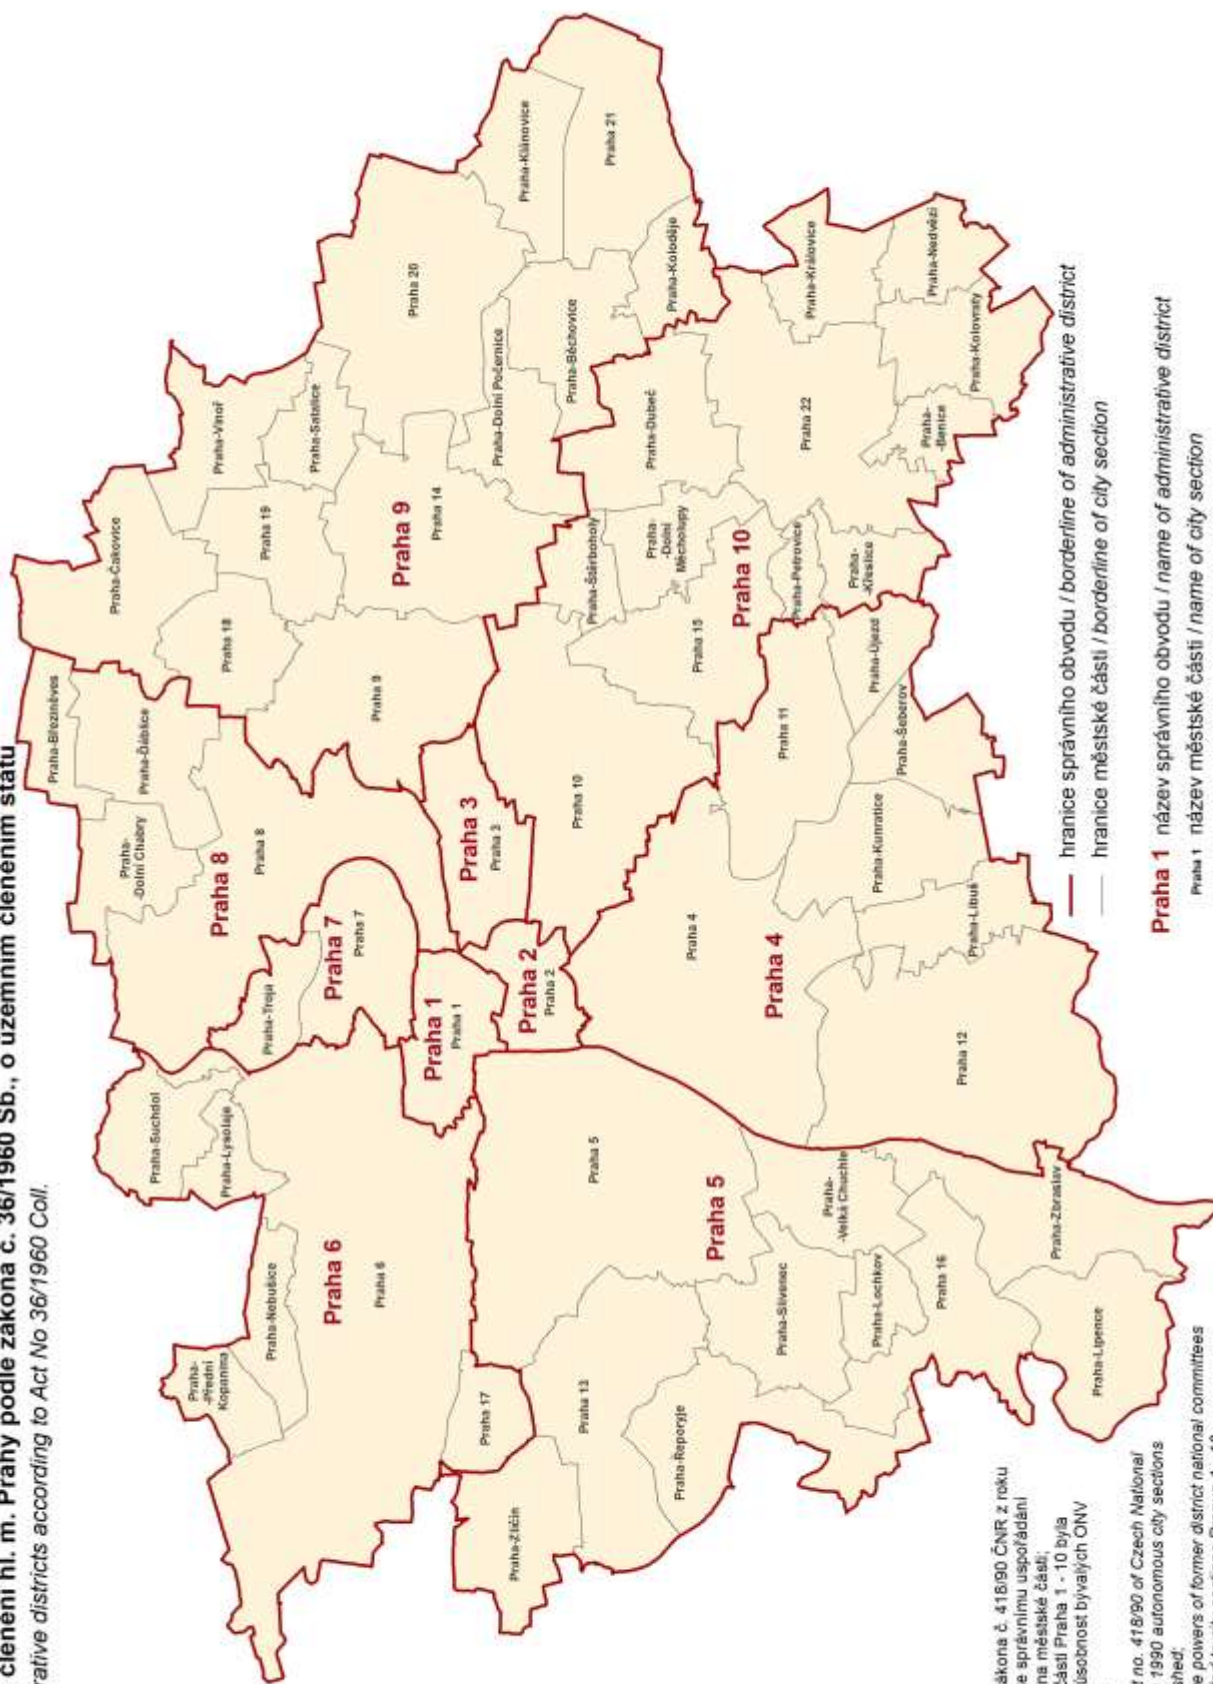 členění hl. m. Prahy podle zákona č. 36/1960 Sb., o územním členění státu
rative districts according to Act No 36/1960 Coll.
Praha-Březiněves
Praha-Čakovice
Praha-Ďáblice
Praha-
-Dolní Chabry
Praha-Suchdol
Praha-
-Přední
Kopanina
Praha-Lysolaje
Praha-Nebušice
Praha-Troja
Praha 8
Praha 8
Praha 18
Praha 19
Praha-Vinoř
Praha-Satalice
Praha 6
Praha 6
Praha 7
Praha 7
Praha 9
Praha 9
Praha 14
Praha 20
Praha 1
Praha 1
Praha 3
Praha 3
Praha 17
Praha-Zličín
Praha 2
Praha 2
Praha-Dolní Počernice
Praha-Klánovice
Praha-Běchovice
Praha 21
Praha 13
Praha 5
Praha 5
Praha 10
Praha-Štěrboholy
Praha-Dubeč
Praha-
-Dolní
Měcholupy
Praha-Koloděje
Praha-Řeporyje
Praha 4
Praha 4
Praha 15
Praha 10
Praha-Slivenec
Praha-
-Velká Chuchle
Praha 11
Praha-Petrovice
Praha 22
Praha-Královice
Praha-Lochkov
Praha-Kunratice
Praha-Újezd
Praha-
-Křeslice
Praha-Šeberov
Praha 16
Praha 12
Praha-Libuš
Praha-
-Benice
Praha-Nedvězí
Praha-Kolovraty
Praha-Zbraslav
Praha-Lipence
ákona č. 418/90 ČNR z roku
e správnímu uspořádání
na městské části;
částí Praha 1 - 10 byla
ůsobnost bývalých ONV
t no. 418/90 of Czech National
1990 autonomous city sections
shed;
e powers of former district national committees
hranice správního obvodu / borderline of administrative district
hranice městské části / borderline of city section
Praha 1 název správního obvodu / name of administrative district
Praha 1 název městské části / name of city section